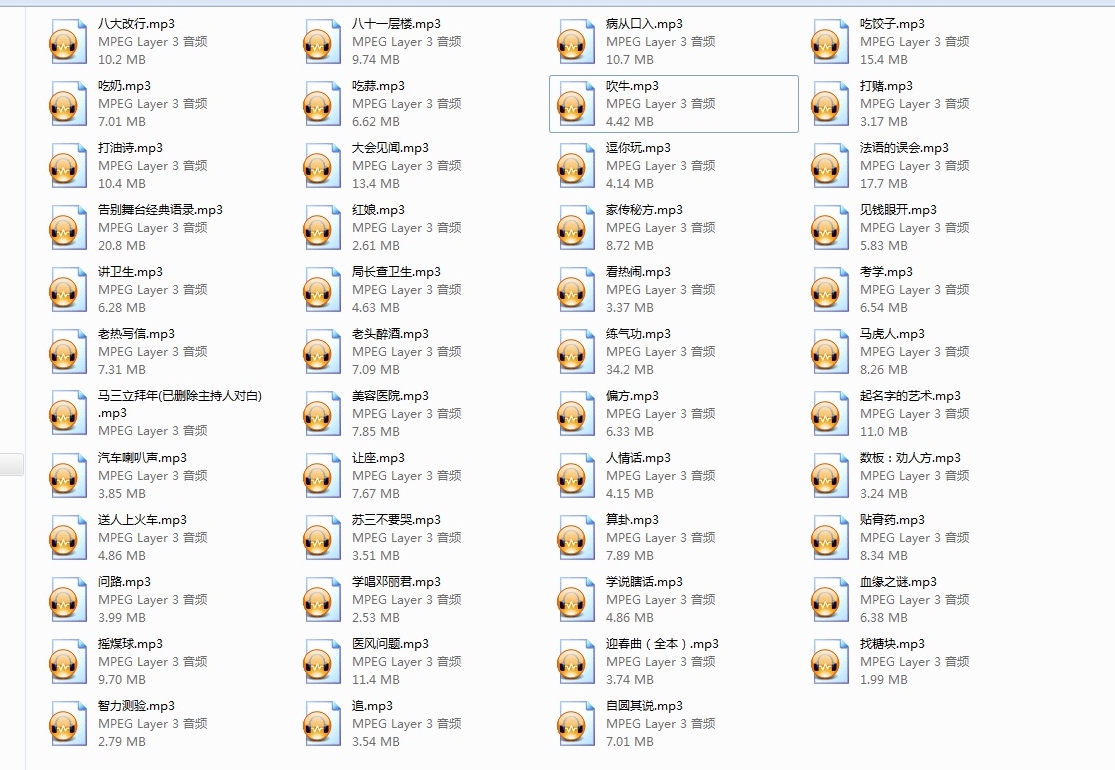 八大改行.mp3
MPEG Layer 3 音频
10.2 MB
八十一层楼.mp3
MPEG Layer 3 音频
9.74 MB
病从口入.mp3
MPEG Layer 3 音频
10.7 MB
吃饺子.mp3
MPEG Layer 3 音频
15.4 MB
吃奶.mp3
MPEG Layer 3 音频
7.01 MB
吃蒜.mp3
MPEG Layer 3 音频
6.62 MB
吹牛.mp3
MPEG Layer 3 音频
4.42 MB
打赌.mp3
MPEG Layer 3 音频
3.17 MB
打油诗.mp3
MPEG Layer 3 音频
10.4 MB
大会见闻.mp3
MPEG Layer 3 音频
13.4 MB
逗你玩.mp3
MPEG Layer 3 音频
4.14 MB
法语的误会.mp3
MPEG Layer 3 音频
17.7 MB
告别舞台经典语录.mp3
MPEG Layer 3 音频
20.8 MB
红娘.mp3
MPEG Layer 3 音频
2.61 MB
家传秘方.mp3
MPEG Layer 3 音频
8.72 MB
见钱眼开.mp3
MPEG Layer 3 音频
5.83 MB
讲卫生.mp3
MPEG Layer 3 音频
6.28 MB
局长查卫生.mp3
MPEG Layer 3 音频
4.63 MB
看热闹.mp3
MPEG Layer 3 音频
3.37 MB
考学.mp3
MPEG Layer 3 音频
6.54 MB
老热写信.mp3
MPEG Layer 3 音频
7.31 MB
老头醉酒.mp3
MPEG Layer 3 音频
7.09 MB
练气功.mp3
MPEG Layer 3 音频
34.2 MB
马虎人.mp3
MPEG Layer 3 音频
8.26 MB
马三立拜年(已删除主持人对白)
.mp3
MPEG Layer 3 音频
美容医院.mp3
MPEG Layer 3 音频
7.85 MB
偏方.mp3
MPEG Layer 3 音频
6.33 MB
起名字的艺术.mp3
MPEG Layer 3 音频
11.0 MB
汽车喇叭声.mp3
MPEG Layer 3 音频
3.85 MB
让座.mp3
MPEG Layer 3 音频
7.67 MB
人情话.mp3
MPEG Layer 3 音频
4.15 MB
数板：劝人方.mp3
MPEG Layer 3 音频
3.24 MB
送人上火车.mp3
MPEG Layer 3 音频
4.86 MB
苏三不要哭.mp3
MPEG Layer 3 音频
3.51 MB
算卦.mp3
MPEG Layer 3 音频
7.89 MB
贴膏药.mp3
MPEG Layer 3 音频
8.34 MB
问路.mp3
MPEG Layer 3 音频
3.99 MB
学唱邓丽君.mp3
MPEG Layer 3 音频
2.53 MB
学说瞎话.mp3
MPEG Layer 3 音频
4.86 MB
血缘之谜.mp3
MPEG Layer 3 音频
6.38 MB
摇煤球.mp3
MPEG Layer 3 音频
9.70 MB
医风问题.mp3
MPEG Layer 3 音频
11.4 MB
迎春曲（全本）.mp3
MPEG Layer 3 音频
3.74 MB
找糖块.mp3
MPEG Layer 3 音频
1.99 MB
智力测验.mp3
MPEG Layer 3 音频
2.79 MB
追.mp3
MPEG Layer 3 音频
3.54 MB
自圆其说.mp3
MPEG Layer 3 音频
7.01 MB